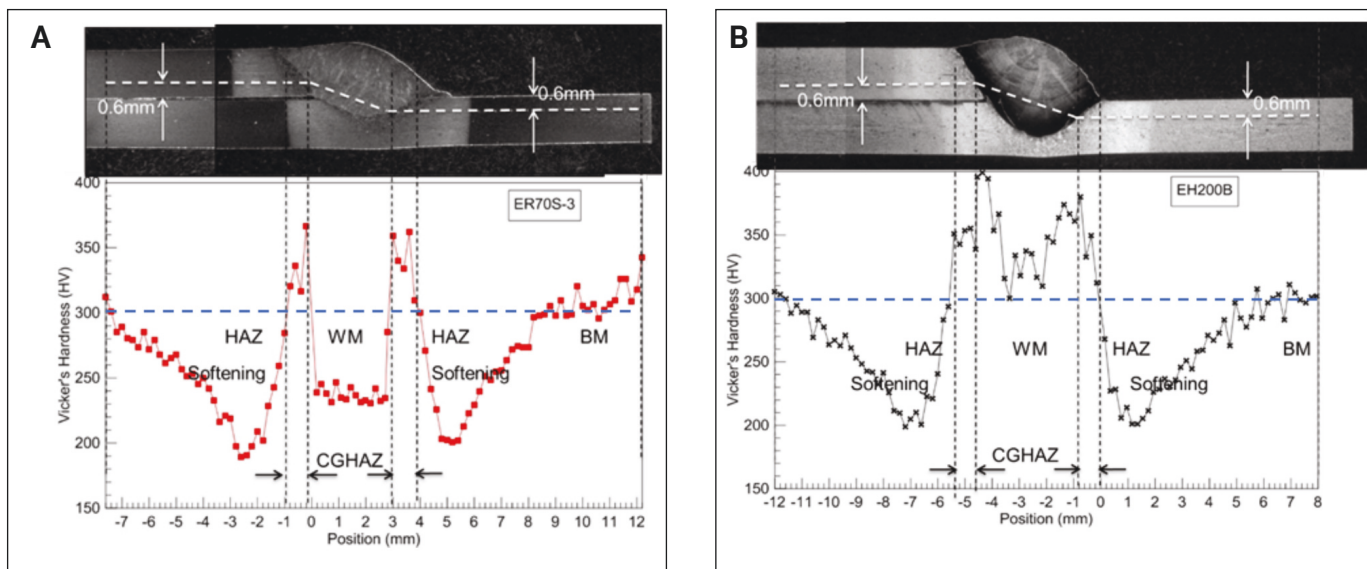 A
0.6mm
0.6mm
400
350
300
250
200
150
Vicker's Hardness (HV)
ER70S-3
HAZ
WM
HAZ
BM
Softening
Softening
CGHAZ
-7 -6 -5 -4 -3 -2 -1 0 1 2 3 4 5 6 7 8 9 10 11 12
Position (mm)
B
0.6mm
0.6mm
400
350
300
250
200
150
Vicker's Hardness (HV)
EH200B
HAZ
WM
HAZ
BM
Softening
Softening
CGHAZ
-12 -11 -10 -9 -8 -7 -6 -5 -4 -3 -2 -1 0 1 2 3 4 5 6 7 8
Position (mm)